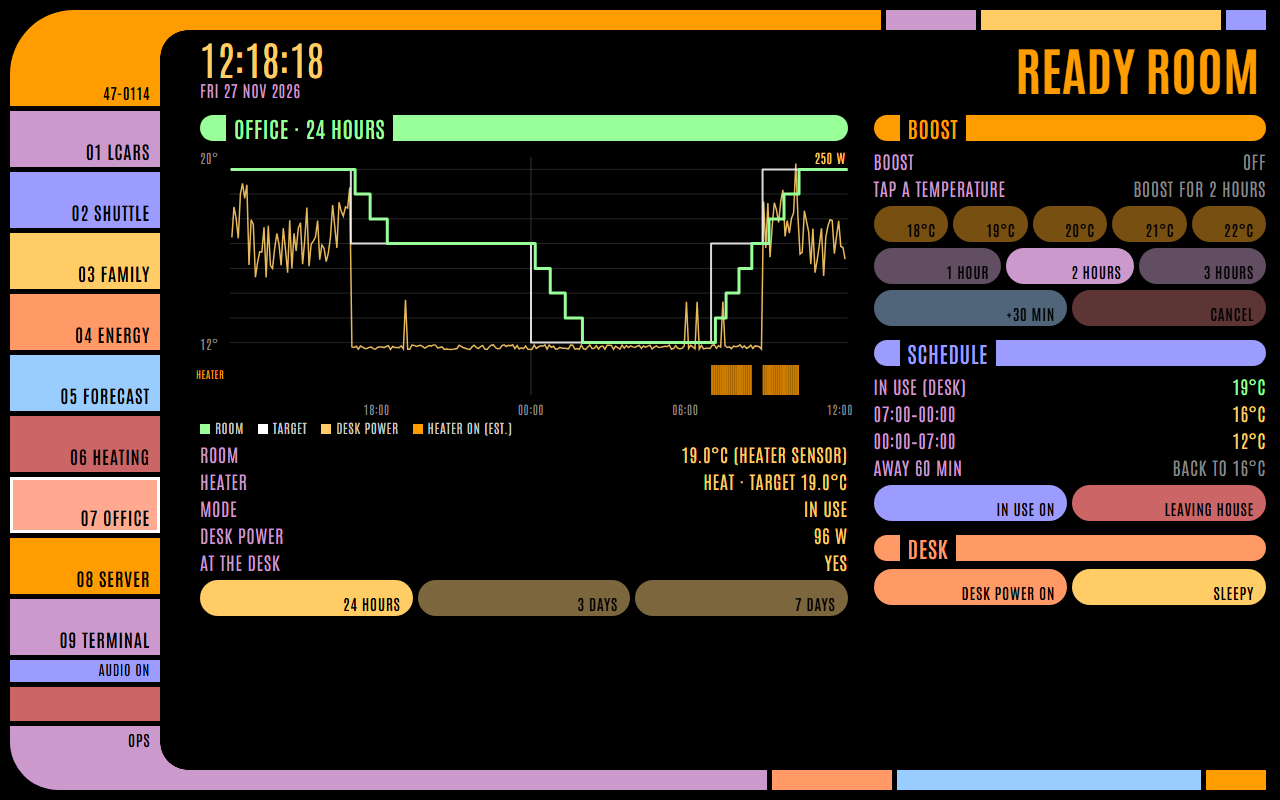 47-0114
01 LCARS
02 SHUTTLE
03 FAMILY
04 ENERGY
05 FORECAST
06 HEATING
07 OFFICE
08 SERVER
09 TERMINAL
AUDIO ON
OPS
12:18:18
FRI 27 NOV 2026
READY ROOM
OFFICE · 24 HOURS
20°
250 W
12°
HEATER
18:00 00:00 06:00 12:00
ROOM TARGET DESK POWER HEATER ON (EST.)
ROOM 19.0°C (HEATER SENSOR)
HEATER HEAT · TARGET 19.0°C
MODE IN USE
DESK POWER 96 W
AT THE DESK YES
24 HOURS 3 DAYS 7 DAYS
BOOST
BOOST OFF
TAP A TEMPERATURE BOOST FOR 2 HOURS
18°C 19°C 20°C 21°C 22°C
1 HOUR 2 HOURS 3 HOURS
+30 MIN CANCEL
SCHEDULE
IN USE (DESK) 19°C
07:00–00:00 16°C
00:00–07:00 12°C
AWAY 60 MIN BACK TO 16°C
IN USE ON LEAVING HOUSE
DESK
DESK POWER ON SLEEPY